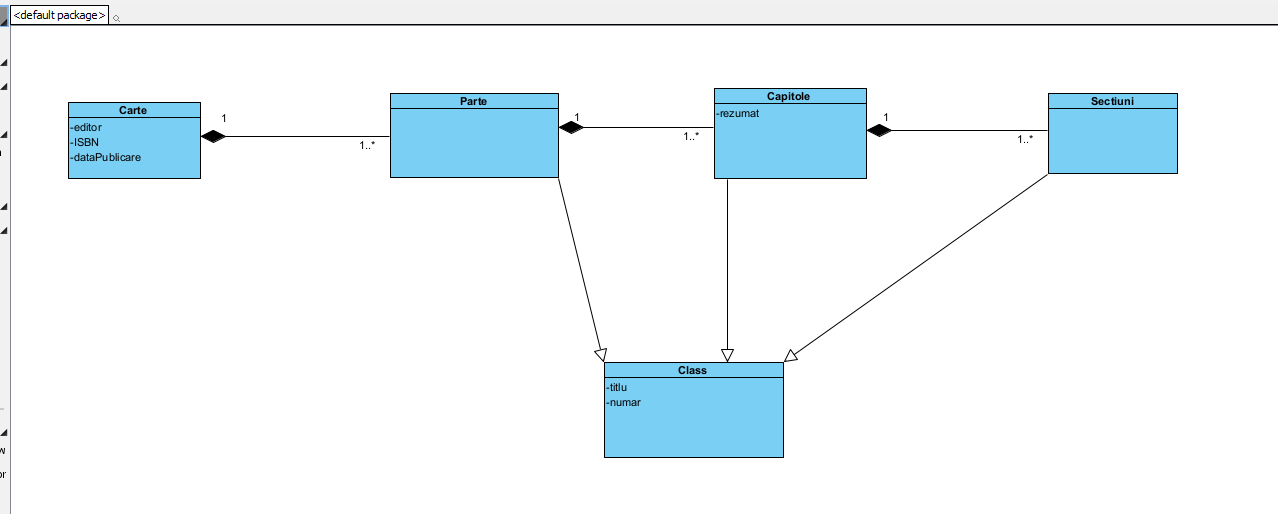 <default package>
Carte
-editor
-ISBN
-dataPublicare
1
1..*
Parte
1
1..*
Capitole
-rezumat
1
1..*
Sectiuni
Class
-titlu
-numar